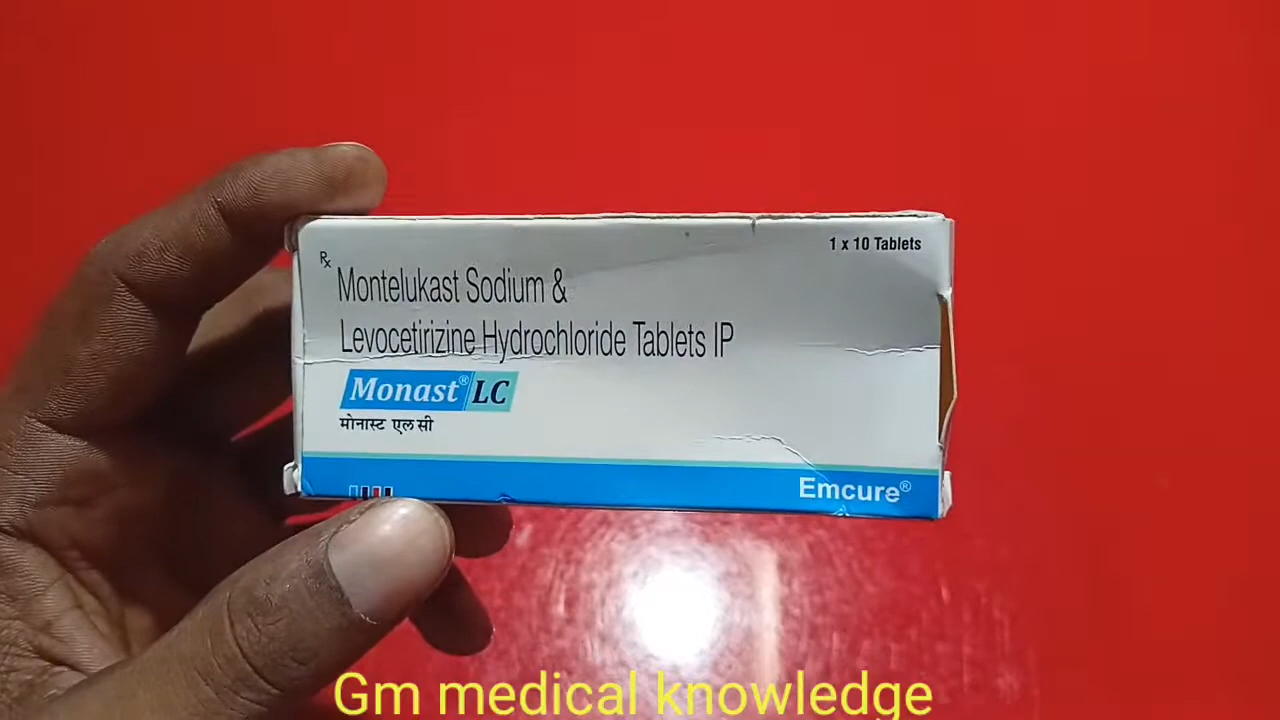 1 x 10 Tablets
Rx
Montelukast Sodium &
Levocetirizine Hydrochloride Tablets IP
Monast® LC
मोनास्ट एल सी
Emcure®
Gm medical knowledge